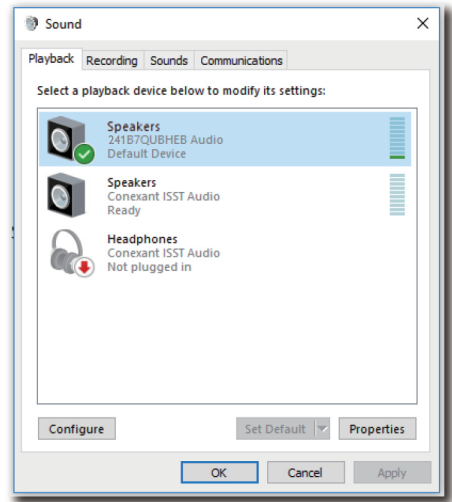 Sound
Playback Recording Sounds Communications
Select a playback device below to modify its settings:
Speakers
241B7QUBHEB Audio
Default Device
Speakers
Conexant ISST Audio
Ready
Headphones
Conexant ISST Audio
Not plugged in
Configure Set Default Properties
OK Cancel Apply